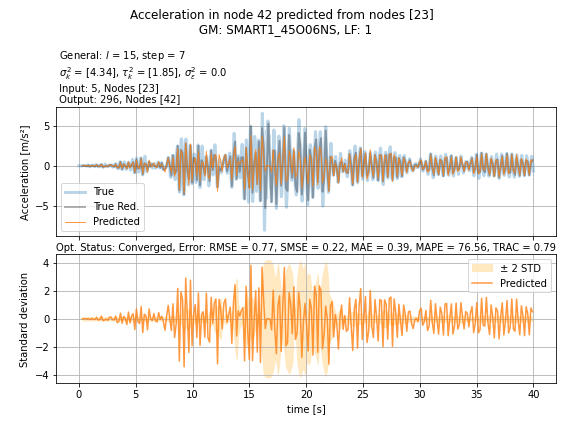 Acceleration in node 42 predicted from nodes [23]
GM: SMART1_45O06NS, LF: 1
General: l = 15, step = 7
σ²ₖ = [4.34], τ²ₖ = [1.85], σ²ε = 0.0
Input: 5, Nodes [23]
Output: 296, Nodes [42]
Acceleration [m/s²]
5
0
−5
True
True Red.
Predicted
Opt. Status: Converged, Error: RMSE = 0.77, SMSE = 0.22, MAE = 0.39, MAPE = 76.56, TRAC = 0.79
Standard deviation
4
2
0
−2
−4
± 2 STD
Predicted
0 5 10 15 20 25 30 35 40
time [s]